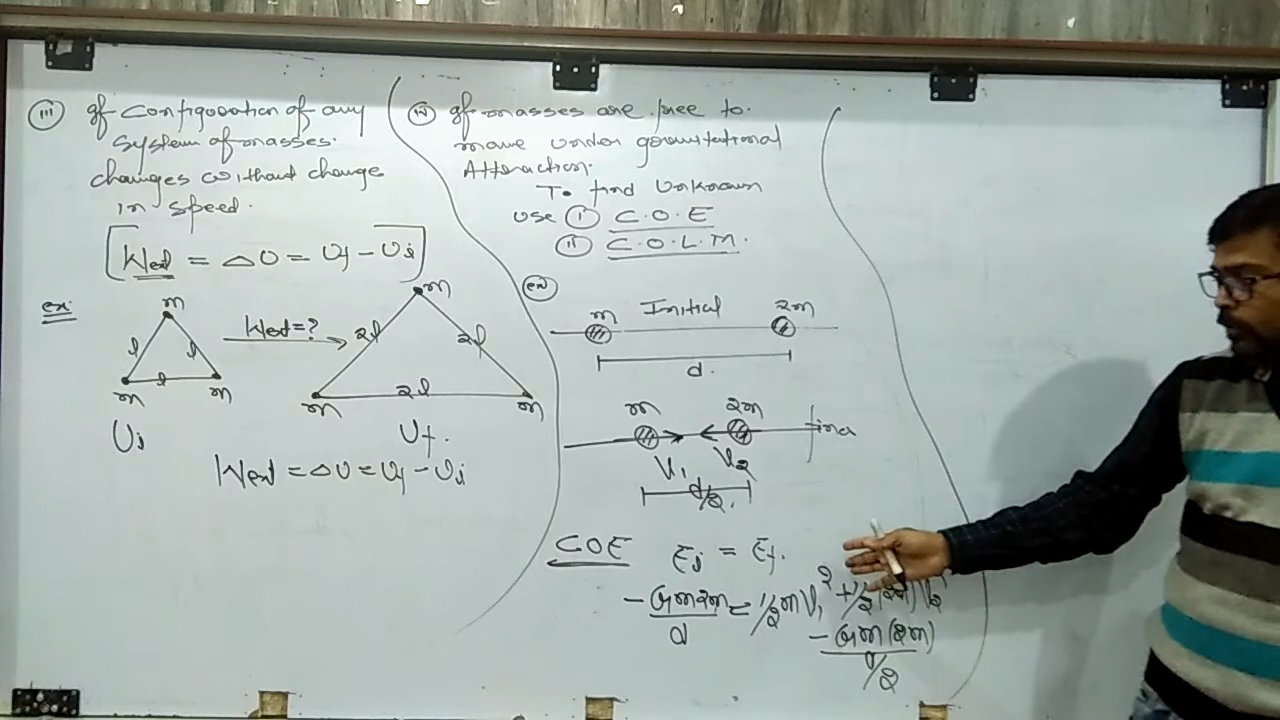 (iii) If Configuration of any
System of masses.
changes without change
in speed.
[Wext = ΔU = Uf - Ui]
ex:
m
l
l
l
m
m
Ui
Wext = ?
m
2l
2l
2l
m
m
Uf.
Wext = ΔU = Uf - Ui
(iv) If masses are free to
move under gravitational
Attraction.
To find Unknown
Use (i) C.O.E
(ii) C.O.L.M.
ex
m
Initial
2m
d.
m
2m
final
V1
V2
d/2.
COE Ei = Ef.
-Gm2m/d = 1/2 m V1² + 1/2 (2m) V2²
-Gm(2m)/d/2